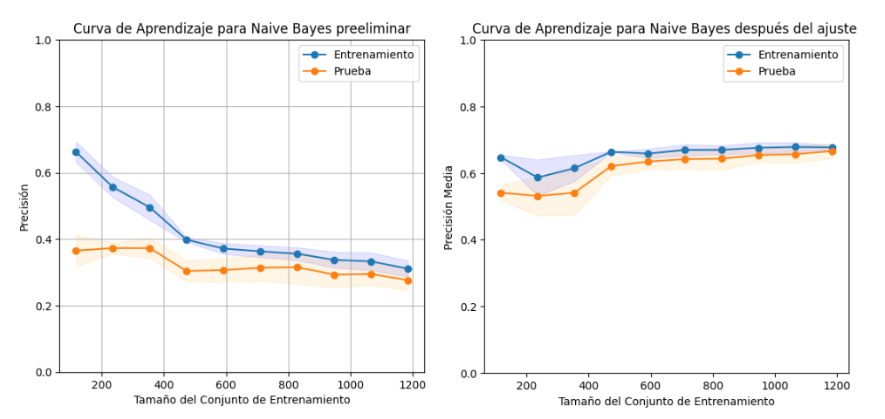 Curva de Aprendizaje para Naive Bayes preeliminar
1.0
0.8
0.6
0.4
0.2
0.0
Precisión
200
400
600
800
1000
1200
Tamaño del Conjunto de Entrenamiento
Entrenamiento
Prueba
Curva de Aprendizaje para Naive Bayes después del ajuste
1.0
0.8
0.6
0.4
0.2
0.0
Precisión Media
200
400
600
800
1000
1200
Tamaño del Conjunto de Entrenamiento
Entrenamiento
Prueba